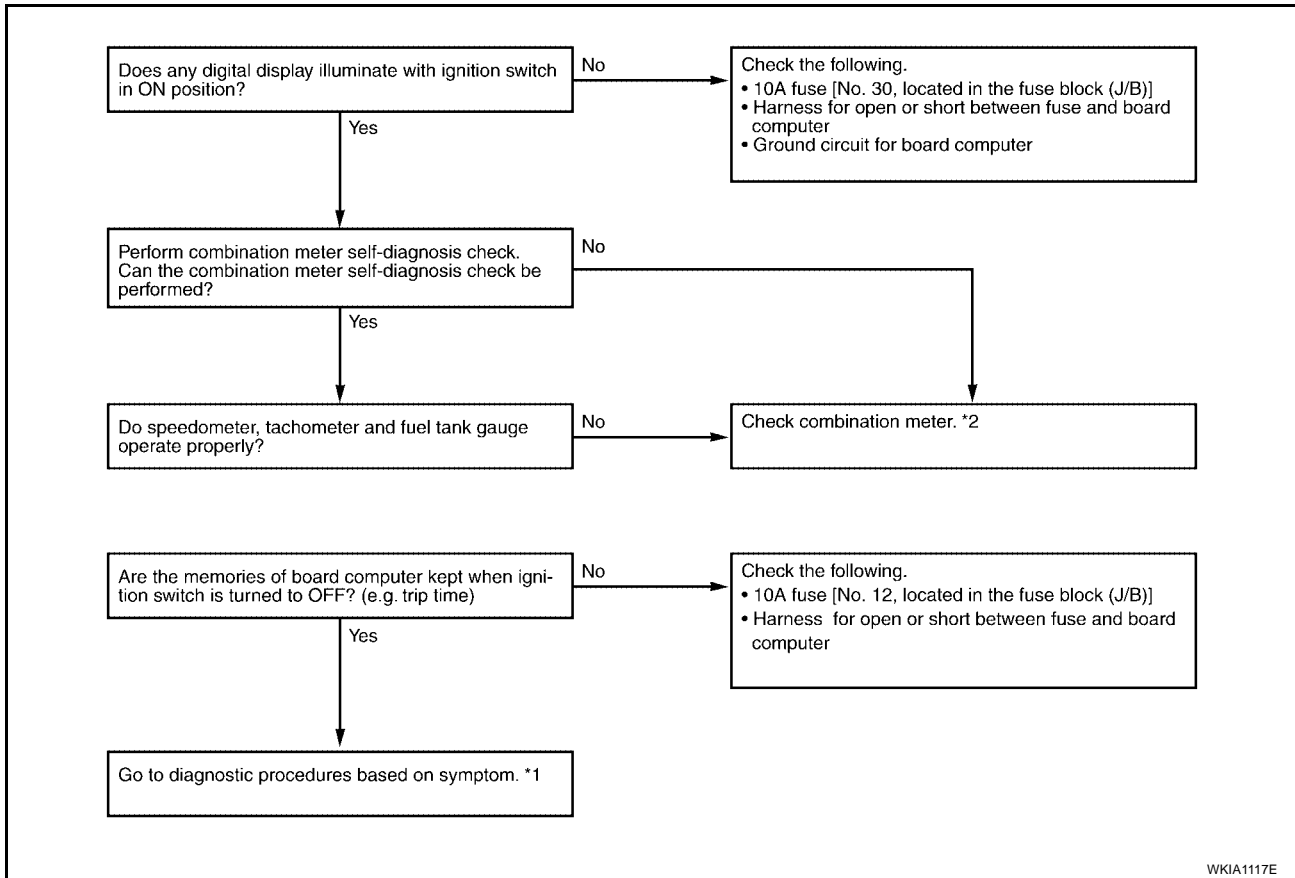 Does any digital display illuminate with ignition switch
in ON position?
No
Check the following.
• 10A fuse [No. 30, located in the fuse block (J/B)]
• Harness for open or short between fuse and board
computer
• Ground circuit for board computer
Yes
Perform combination meter self-diagnosis check.
Can the combination meter self-diagnosis check be
performed?
No
Yes
Do speedometer, tachometer and fuel tank gauge
operate properly?
No
Check combination meter. *2
Are the memories of board computer kept when igni-
tion switch is turned to OFF? (e.g. trip time)
No
Check the following.
• 10A fuse [No. 12, located in the fuse block (J/B)]
• Harness for open or short between fuse and board
computer
Yes
Go to diagnostic procedures based on symptom. *1
WKIA1117E